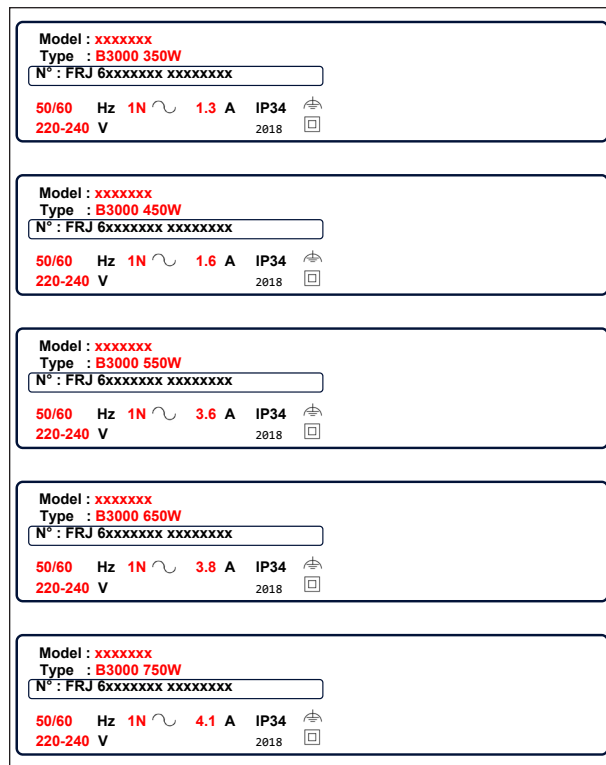 Model : xxxxxxx
Type : B3000 350W
N° : FRJ 6xxxxxxx xxxxxxxx
50/60 Hz 1N 1.3 A IP34
220-240 V 2018
Model : xxxxxxx
Type : B3000 450W
N° : FRJ 6xxxxxxx xxxxxxxx
50/60 Hz 1N 1.6 A IP34
220-240 V 2018
Model : xxxxxxx
Type : B3000 550W
N° : FRJ 6xxxxxxx xxxxxxxx
50/60 Hz 1N 3.6 A IP34
220-240 V 2018
Model : xxxxxxx
Type : B3000 650W
N° : FRJ 6xxxxxxx xxxxxxxx
50/60 Hz 1N 3.8 A IP34
220-240 V 2018
Model : xxxxxxx
Type : B3000 750W
N° : FRJ 6xxxxxxx xxxxxxxx
50/60 Hz 1N 4.1 A IP34
220-240 V 2018